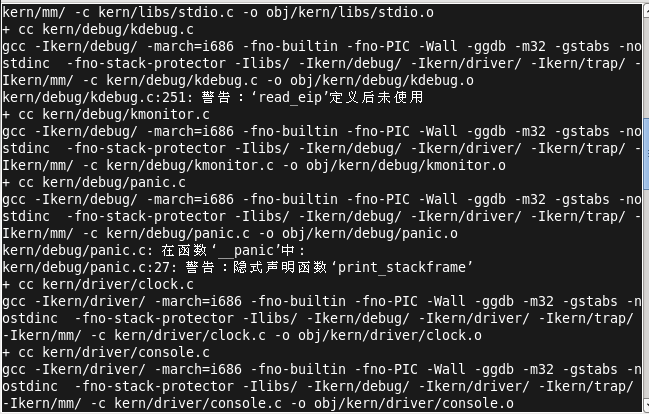 kern/mm/ -c kern/libs/stdio.c -o obj/kern/libs/stdio.o
+ cc kern/debug/kdebug.c
gcc -Ikern/debug/ -march=i686 -fno-builtin -fno-PIC -Wall -ggdb -m32 -gstabs -no
stdinc  -fno-stack-protector -Ilibs/ -Ikern/debug/ -Ikern/driver/ -Ikern/trap/ -
Ikern/mm/ -c kern/debug/kdebug.c -o obj/kern/debug/kdebug.o
kern/debug/kdebug.c:251: 警告：‘read_eip’定义后未使用
+ cc kern/debug/kmonitor.c
gcc -Ikern/debug/ -march=i686 -fno-builtin -fno-PIC -Wall -ggdb -m32 -gstabs -no
stdinc  -fno-stack-protector -Ilibs/ -Ikern/debug/ -Ikern/driver/ -Ikern/trap/ -
Ikern/mm/ -c kern/debug/kmonitor.c -o obj/kern/debug/kmonitor.o
+ cc kern/debug/panic.c
gcc -Ikern/debug/ -march=i686 -fno-builtin -fno-PIC -Wall -ggdb -m32 -gstabs -no
stdinc  -fno-stack-protector -Ilibs/ -Ikern/debug/ -Ikern/driver/ -Ikern/trap/ -
Ikern/mm/ -c kern/debug/panic.c -o obj/kern/debug/panic.o
kern/debug/panic.c: 在函数‘__panic’中：
kern/debug/panic.c:27: 警告：隐式声明函数‘print_stackframe’
+ cc kern/driver/clock.c
gcc -Ikern/driver/ -march=i686 -fno-builtin -fno-PIC -Wall -ggdb -m32 -gstabs -n
ostdinc  -fno-stack-protector -Ilibs/ -Ikern/debug/ -Ikern/driver/ -Ikern/trap/
-Ikern/mm/ -c kern/driver/clock.c -o obj/kern/driver/clock.o
+ cc kern/driver/console.c
gcc -Ikern/driver/ -march=i686 -fno-builtin -fno-PIC -Wall -ggdb -m32 -gstabs -n
ostdinc  -fno-stack-protector -Ilibs/ -Ikern/debug/ -Ikern/driver/ -Ikern/trap/
-Ikern/mm/ -c kern/driver/console.c -o obj/kern/driver/console.o